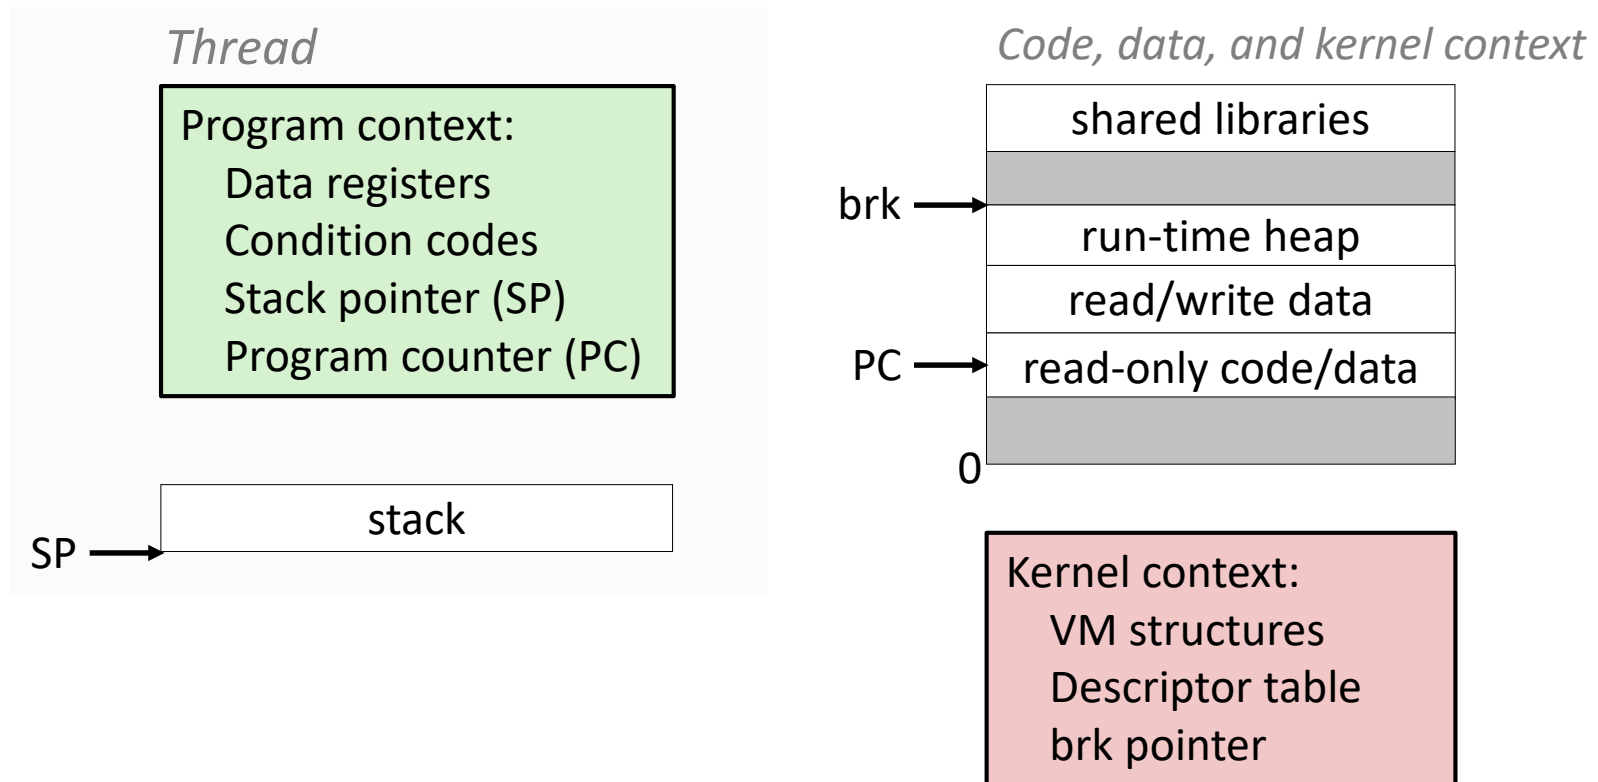 Thread
Program context:
Data registers
Condition codes
Stack pointer (SP)
Program counter (PC)
stack
SP
Code, data, and kernel context
shared libraries
brk
run-time heap
read/write data
PC
read-only code/data
0
Kernel context:
VM structures
Descriptor table
brk pointer